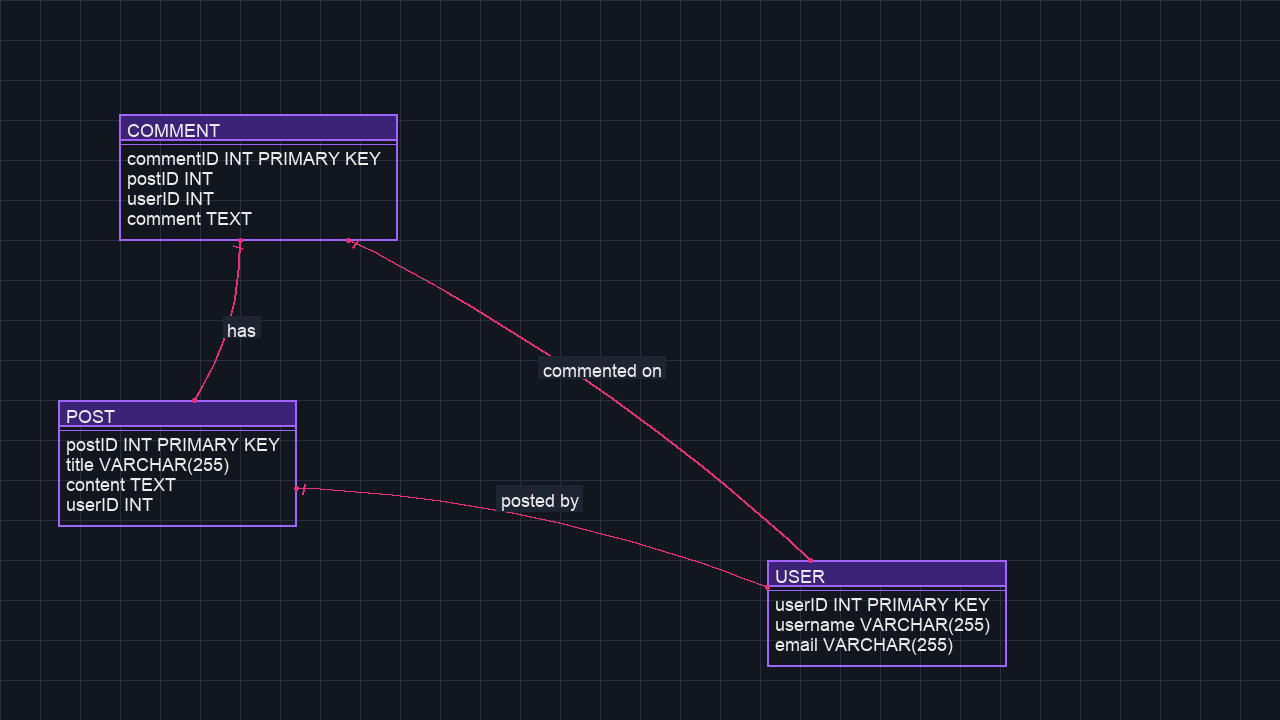 COMMENT
commentID INT PRIMARY KEY
postID INT
userID INT
comment TEXT
has
commented on
POST
postID INT PRIMARY KEY
title VARCHAR(255)
content TEXT
userID INT
posted by
USER
userID INT PRIMARY KEY
username VARCHAR(255)
email VARCHAR(255)